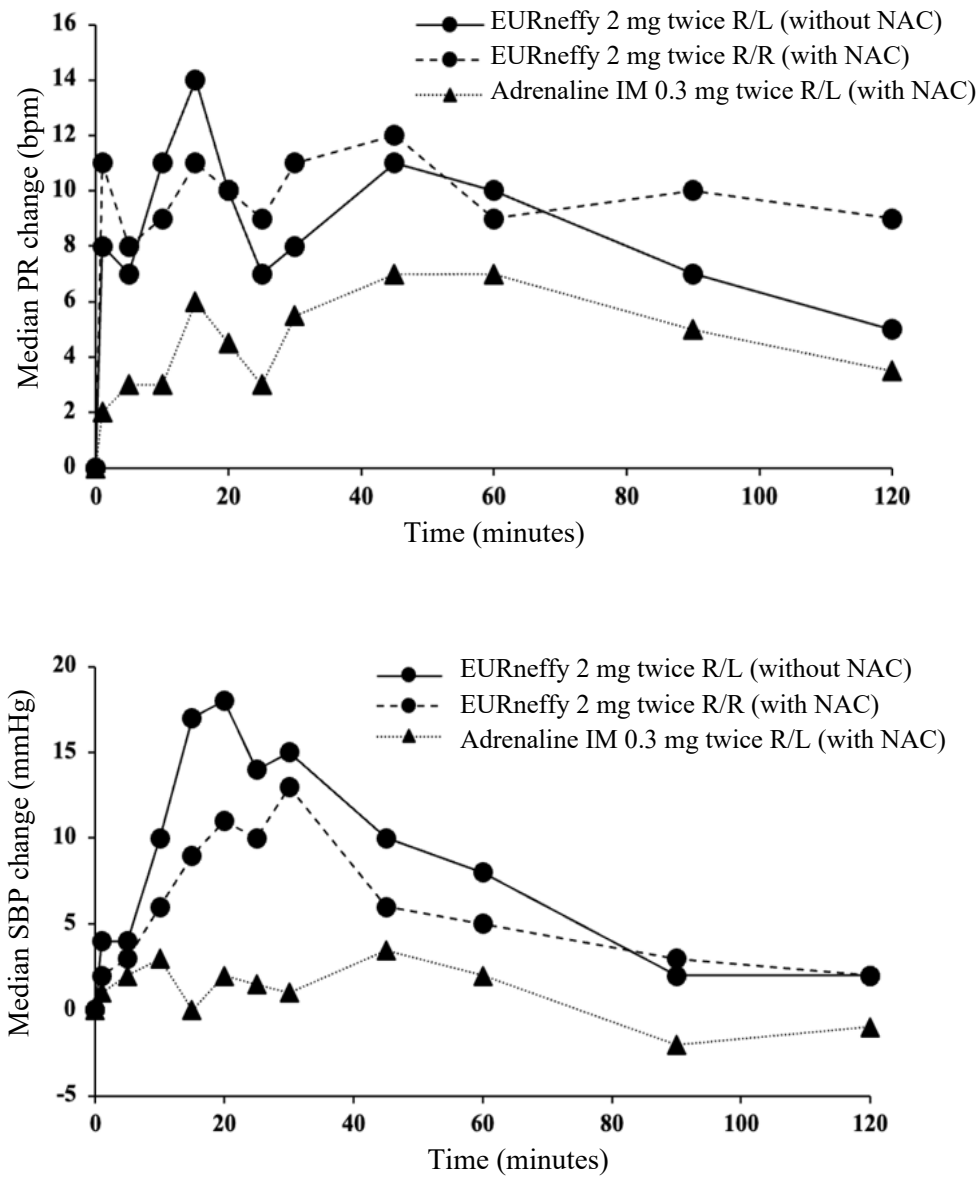 16
14
12
10
8
6
4
2
0
Median PR change (bpm)
EURneffy 2 mg twice R/L (without NAC)
EURneffy 2 mg twice R/R (with NAC)
Adrenaline IM 0.3 mg twice R/L (with NAC)
0 20 40 60 80 100 120
Time (minutes)
20
15
10
5
0
-5
Median SBP change (mmHg)
EURneffy 2 mg twice R/L (without NAC)
EURneffy 2 mg twice R/R (with NAC)
Adrenaline IM 0.3 mg twice R/L (with NAC)
0 20 40 60 80 100 120
Time (minutes)